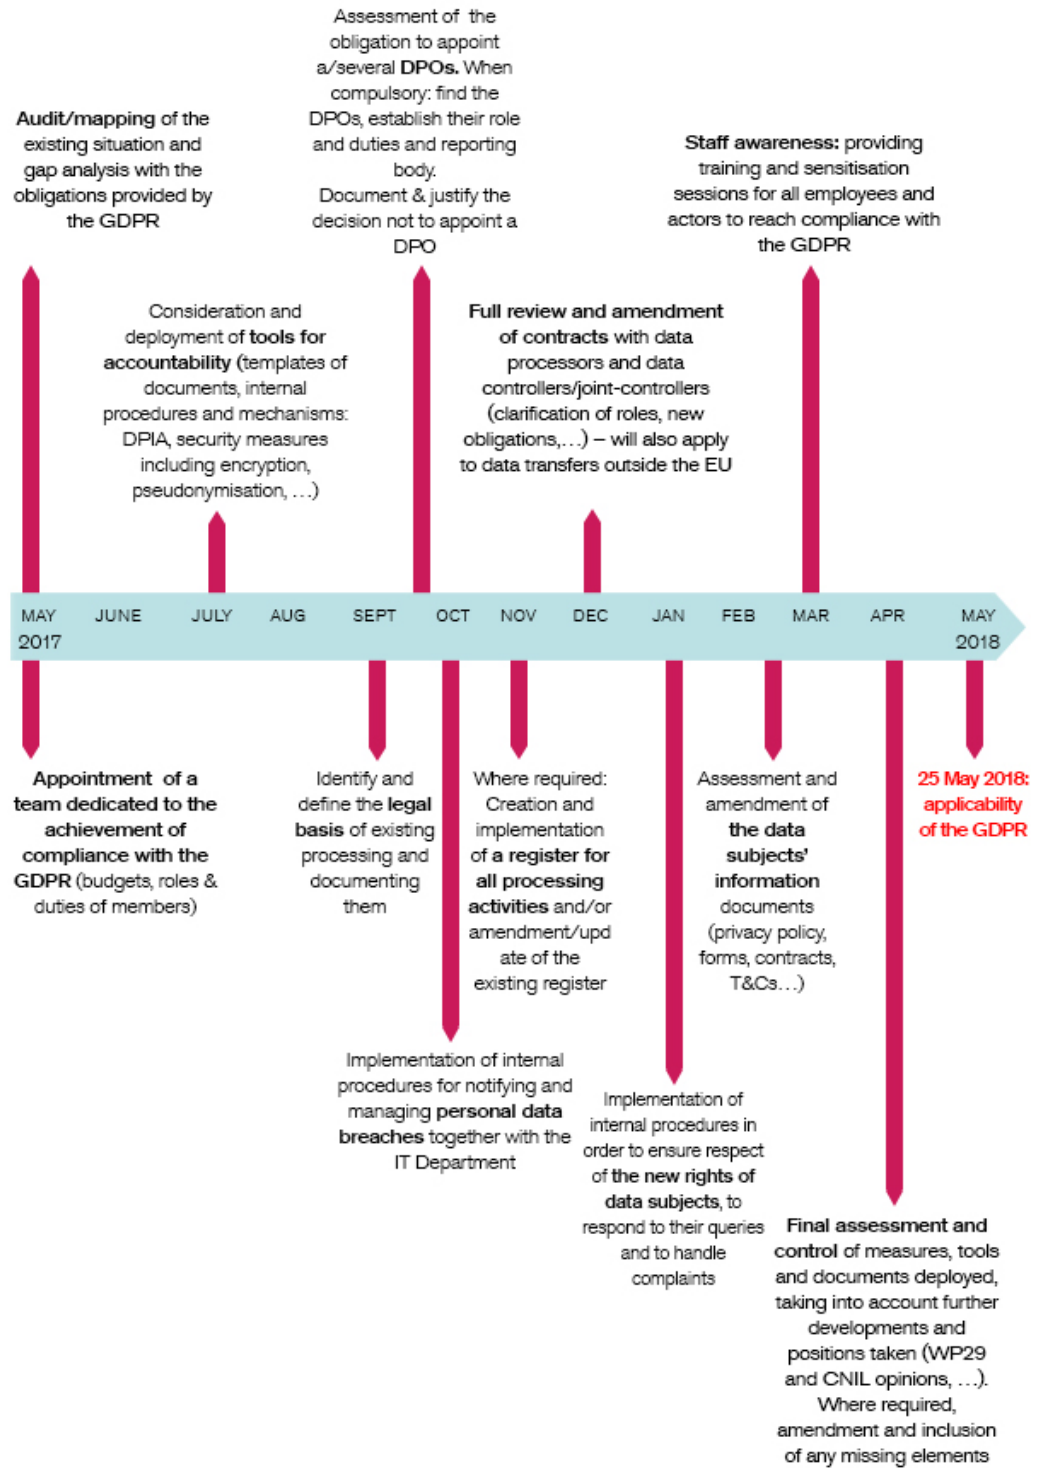 Assessment of the
obligation to appoint
a/several DPOs. When
compulsory: find the
DPOs, establish their role
and duties and reporting
body.
Document & justify the
decision not to appoint a
DPO
Audit/mapping of the
existing situation and
gap analysis with the
obligations provided by
the GDPR
Staff awareness: providing
training and sensitisation
sessions for all employees and
actors to reach compliance with
the GDPR
Consideration and
deployment of tools for
accountability (templates of
documents, internal
procedures and mechanisms:
DPIA, security measures
including encryption,
pseudonymisation, ...)
Full review and amendment
of contracts with data
processors and data
controllers/joint-controllers
(clarification of roles, new
obligations,...) – will also apply
to data transfers outside the EU
MAY 2017
JUNE
JULY
AUG
SEPT
OCT
NOV
DEC
JAN
FEB
MAR
APR
MAY 2018
Appointment of a
team dedicated to the
achievement of
compliance with the
GDPR (budgets, roles &
duties of members)
Identify and
define the legal
basis of existing
processing and
documenting
them
Where required:
Creation and
implementation
of a register for
all processing
activities and/or
amendment/upd
ate of the
existing register
Assessment and
amendment of
the data
subjects'
information
documents
(privacy policy,
forms, contracts,
T&Cs...)
25 May 2018:
applicability
of the GDPR
Implementation of internal
procedures for notifying and
managing personal data
breaches together with the
IT Department
Implementation of
internal procedures in
order to ensure respect
of the new rights of
data subjects, to
respond to their queries
and to handle
complaints
Final assessment and
control of measures, tools
and documents deployed,
taking into account further
developments and
positions taken (WP29
and CNIL opinions, ...).
Where required,
amendment and inclusion
of any missing elements